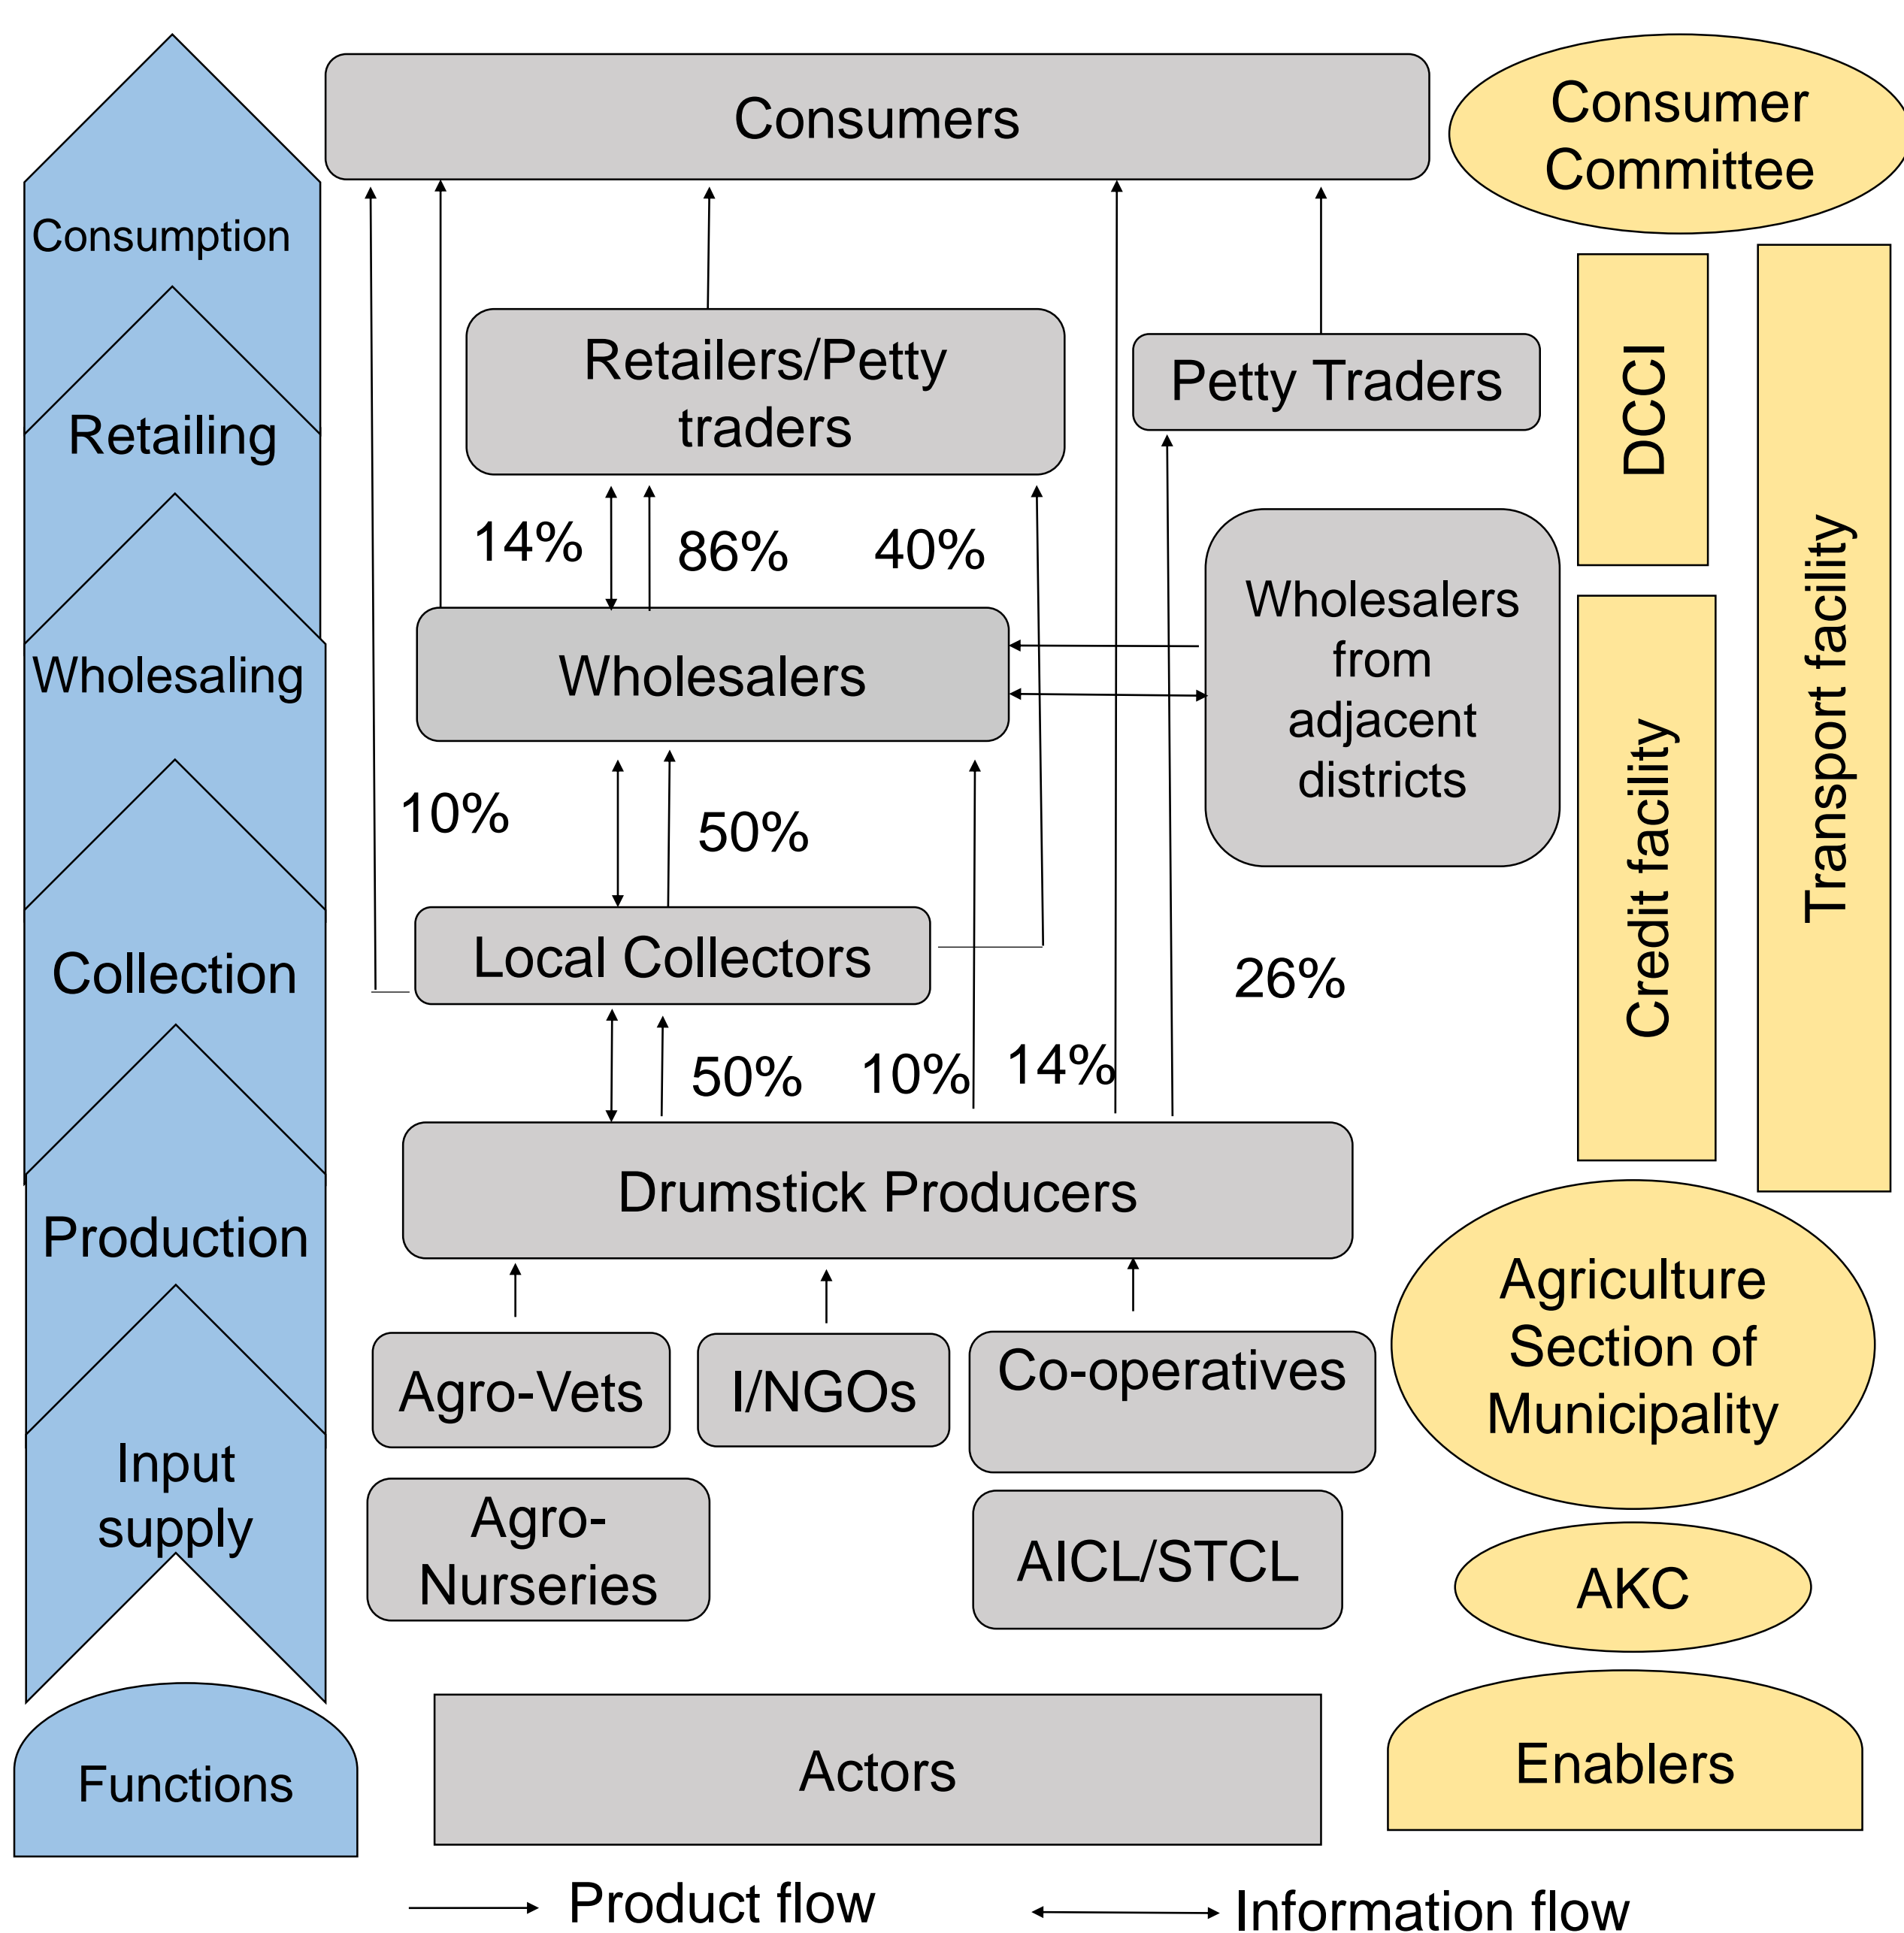 Consumers
Consumer
Committee
Consumption
Retailers/Petty
traders
Petty Traders
DCCI
Retailing
14%
86%
40%
Wholesalers
from
adjacent
districts
Transport facility
Wholesaling
Wholesalers
Credit facility
10%
50%
Collection
Local Collectors
26%
50%
10%
14%
Production
Drumstick Producers
Agriculture
Section of
Municipality
Agro-Vets
I/NGOs
Co-operatives
Input
supply
Agro-
Nurseries
AICL/STCL
AKC
Functions
Actors
Enablers
Product flow
Information flow